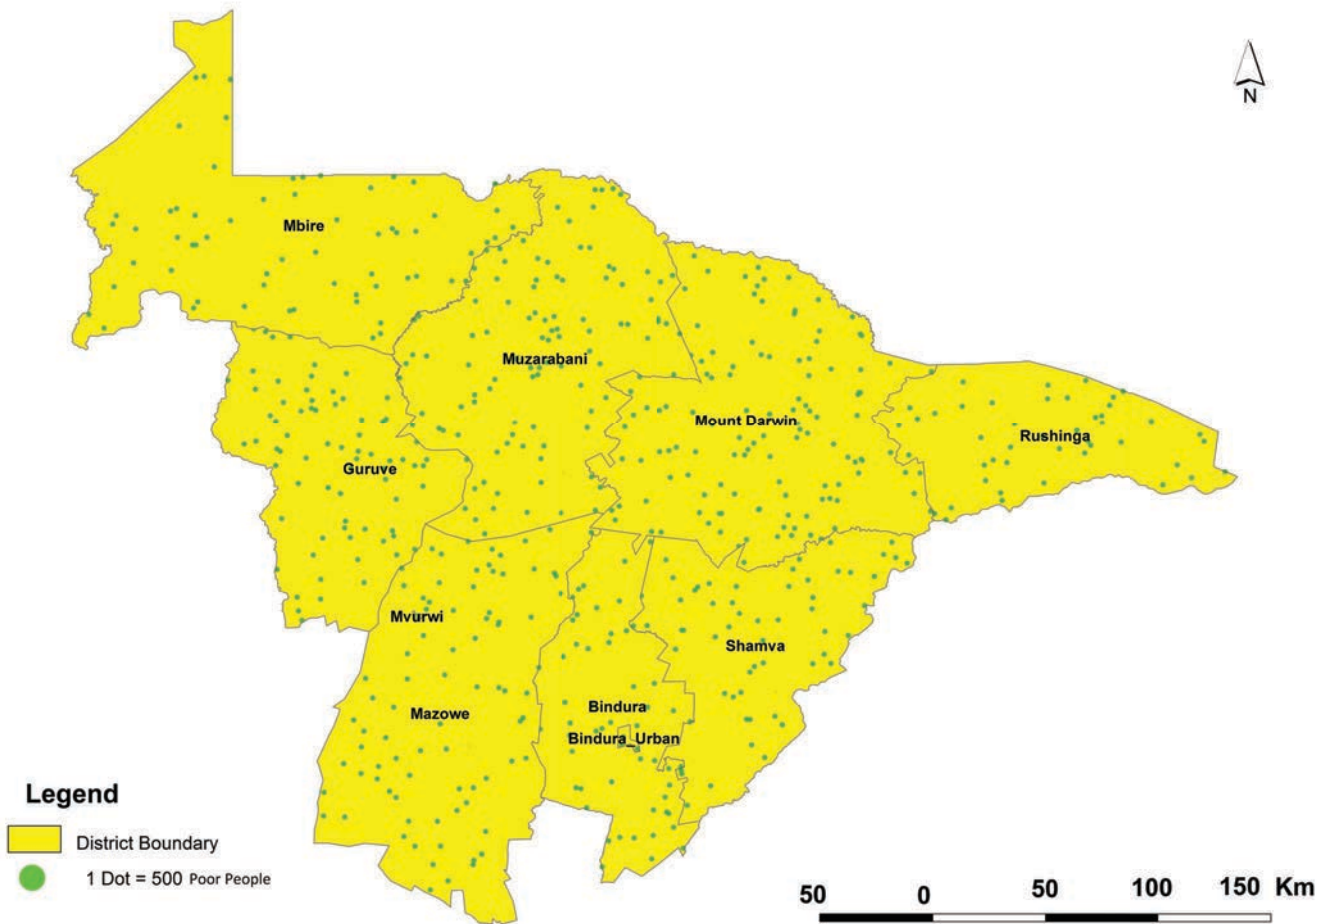 N
Mbire
Muzarabani
Mount Darwin
Rushinga
Guruve
Mvurwi
Shamva
Bindura
Mazowe
Bindura_Urban
Legend
District Boundary
1 Dot = 500 Poor People
50 0 50 100 150 Km